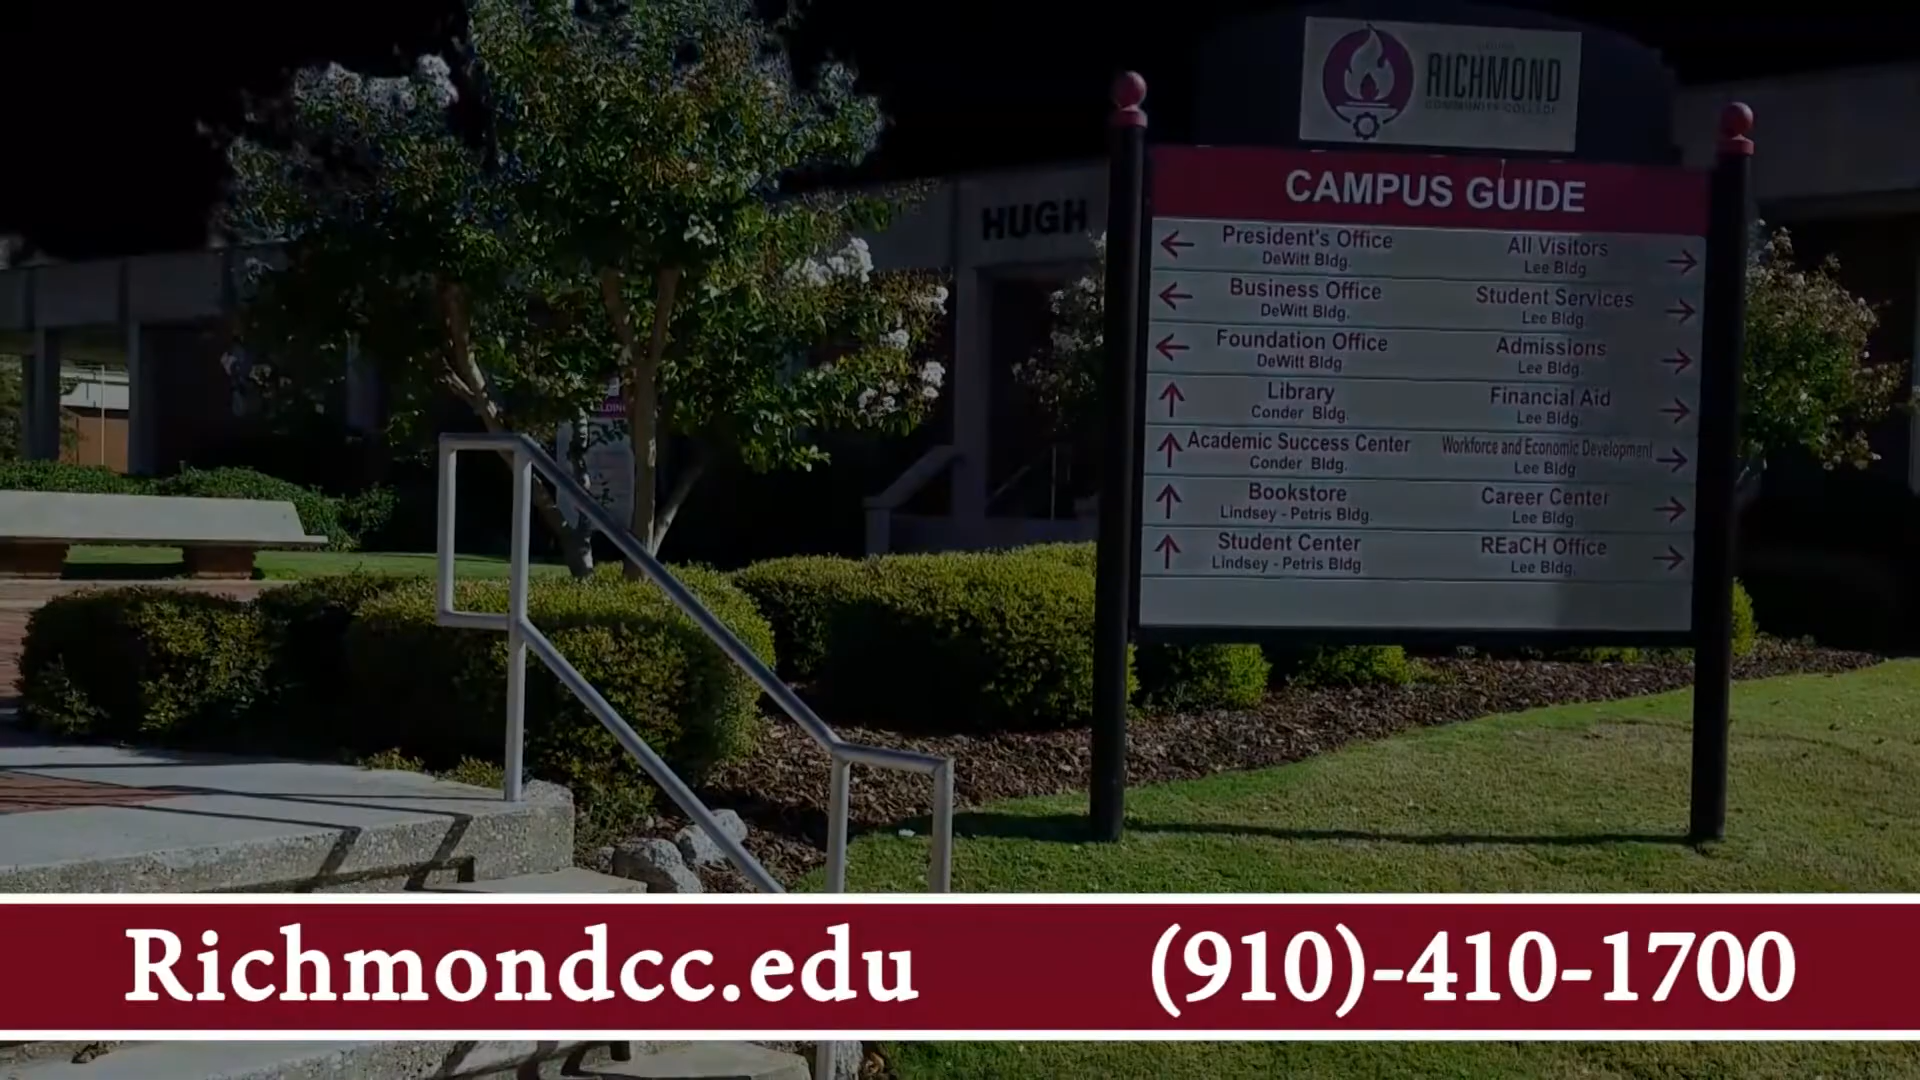 RICHMOND
COMMUNITY COLLEGE
CAMPUS GUIDE
← President's Office
DeWitt Bldg.
← Business Office
DeWitt Bldg.
← Foundation Office
DeWitt Bldg.
↑ Library
Conder Bldg.
↑ Academic Success Center
Conder Bldg.
↑ Bookstore
Lindsey - Petris Bldg.
↑ Student Center
Lindsey - Petris Bldg.
All Visitors →
Lee Bldg.
Student Services →
Lee Bldg.
Admissions →
Lee Bldg.
Financial Aid →
Lee Bldg.
Workforce and Economic Development →
Lee Bldg
Career Center →
Lee Bldg.
REaCH Office →
Lee Bldg.
HUGH
Richmondcc.edu
(910)-410-1700